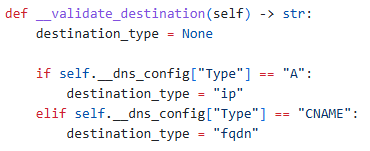 def __validate_destination(self) -> str:
    destination_type = None

    if self.__dns_config["Type"] == "A":
        destination_type = "ip"
    elif self.__dns_config["Type"] == "CNAME":
        destination_type = "fqdn"